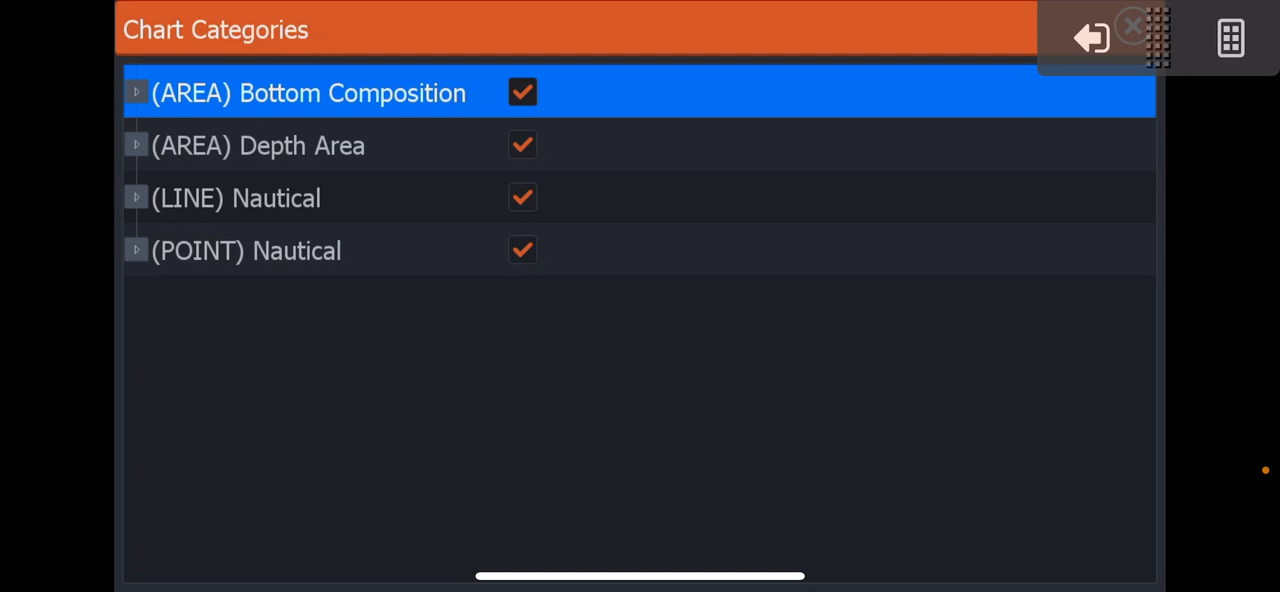 Chart Categories
(AREA) Bottom Composition
(AREA) Depth Area
(LINE) Nautical
(POINT) Nautical